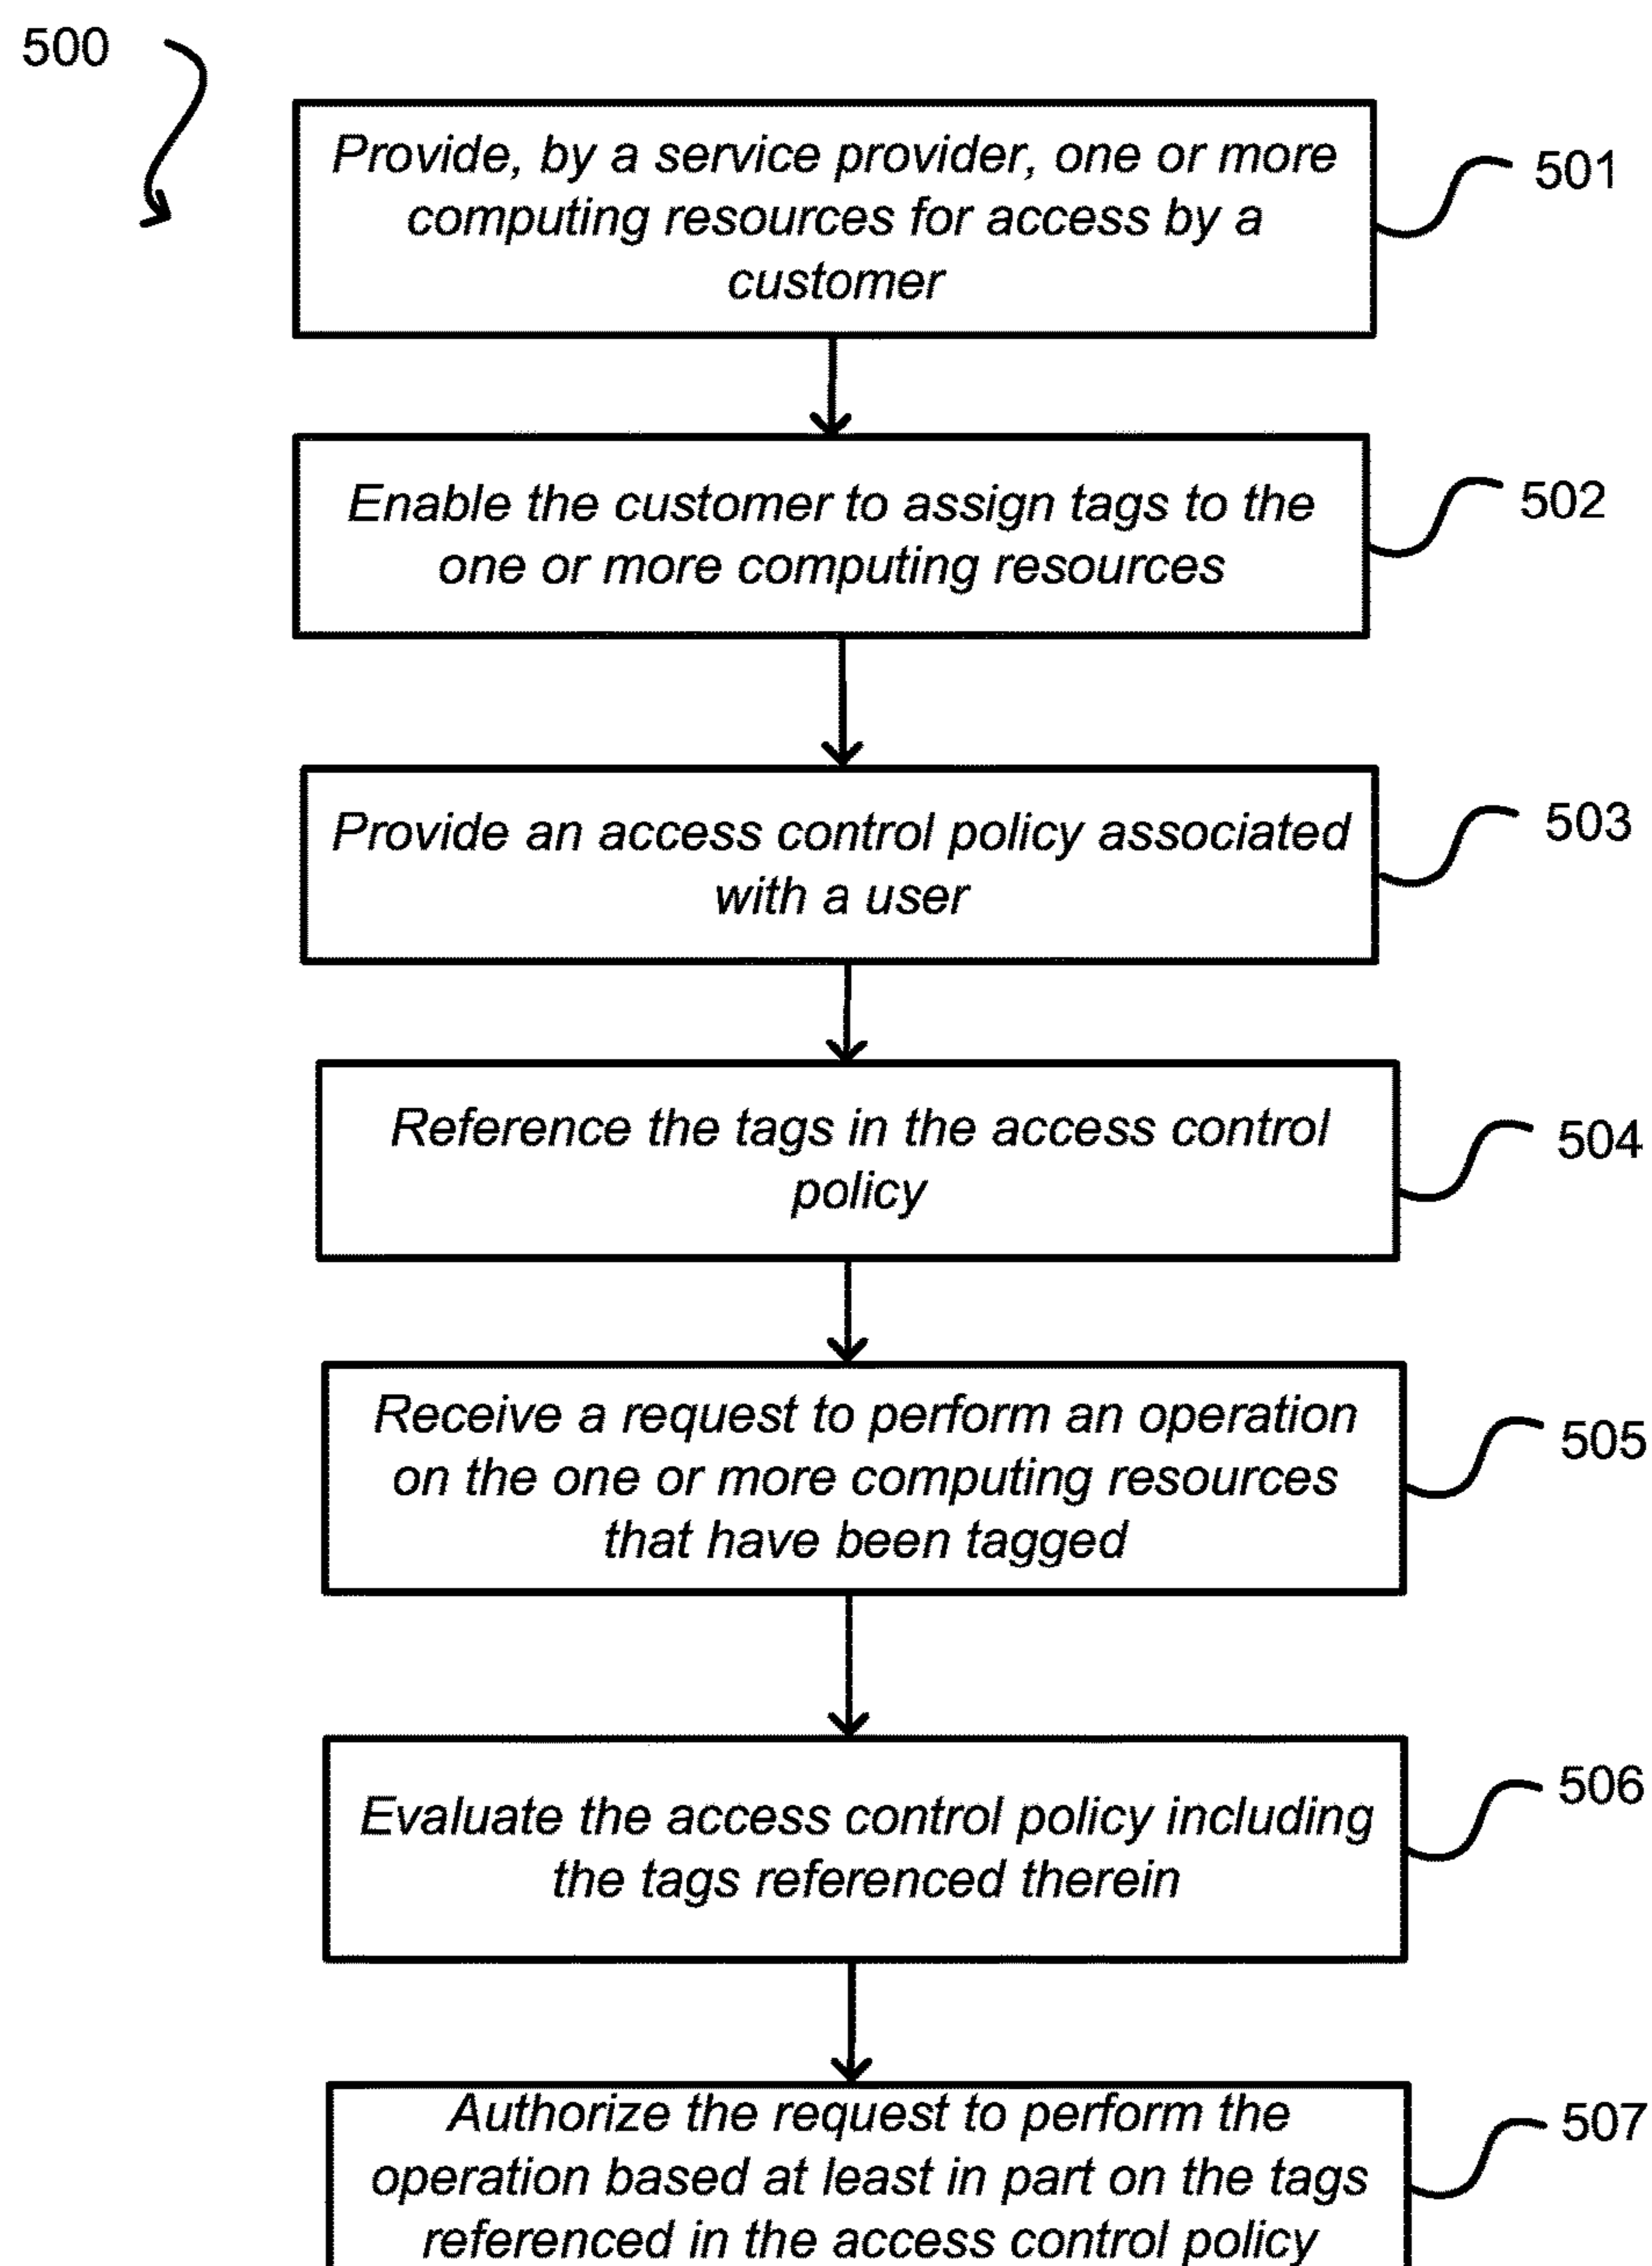 500
Provide, by a service provider, one or more
computing resources for access by a
customer
501
Enable the customer to assign tags to the
one or more computing resources
502
Provide an access control policy associated
with a user
503
Reference the tags in the access control
policy
504
Receive a request to perform an operation
on the one or more computing resources
that have been tagged
505
Evaluate the access control policy including
the tags referenced therein
506
Authorize the request to perform the
operation based at least in part on the tags
referenced in the access control policy
507